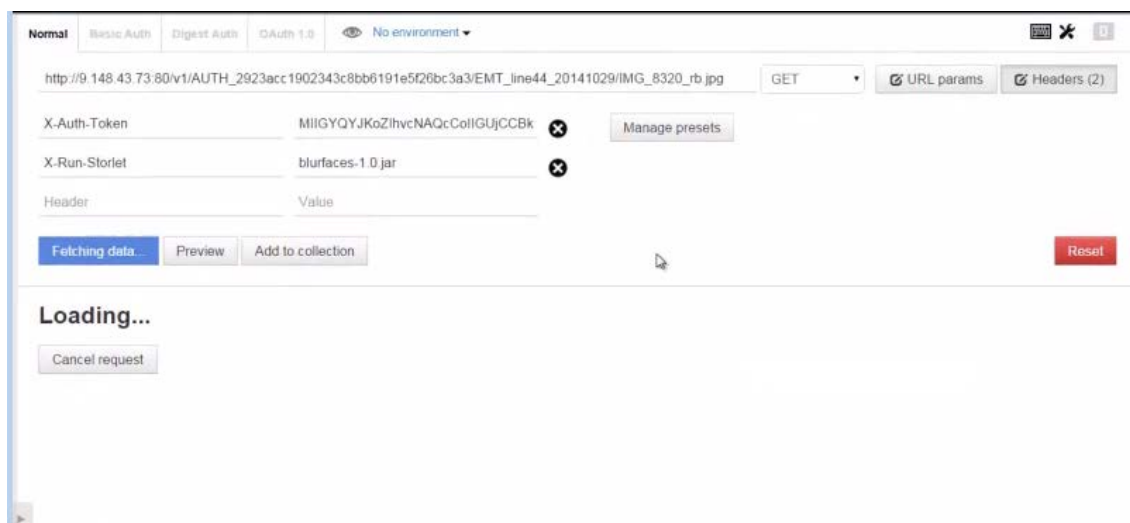 Normal Basic Auth Digest Auth OAuth 1.0 No environment 0
http://9.148.43.73:80/v1/AUTH_2923acc1902343c8bb6191e5f26bc3a3/EMT_line44_20141029/IMG_8320_rb.jpg GET URL params Headers (2)
X-Auth-Token MIIGYQYJKoZIhvcNAQcCoIIGUjCCBk Manage presets
X-Run-Storlet blurfaces-1.0.jar
Header Value
Fetching data... Preview Add to collection Reset
Loading...
Cancel request